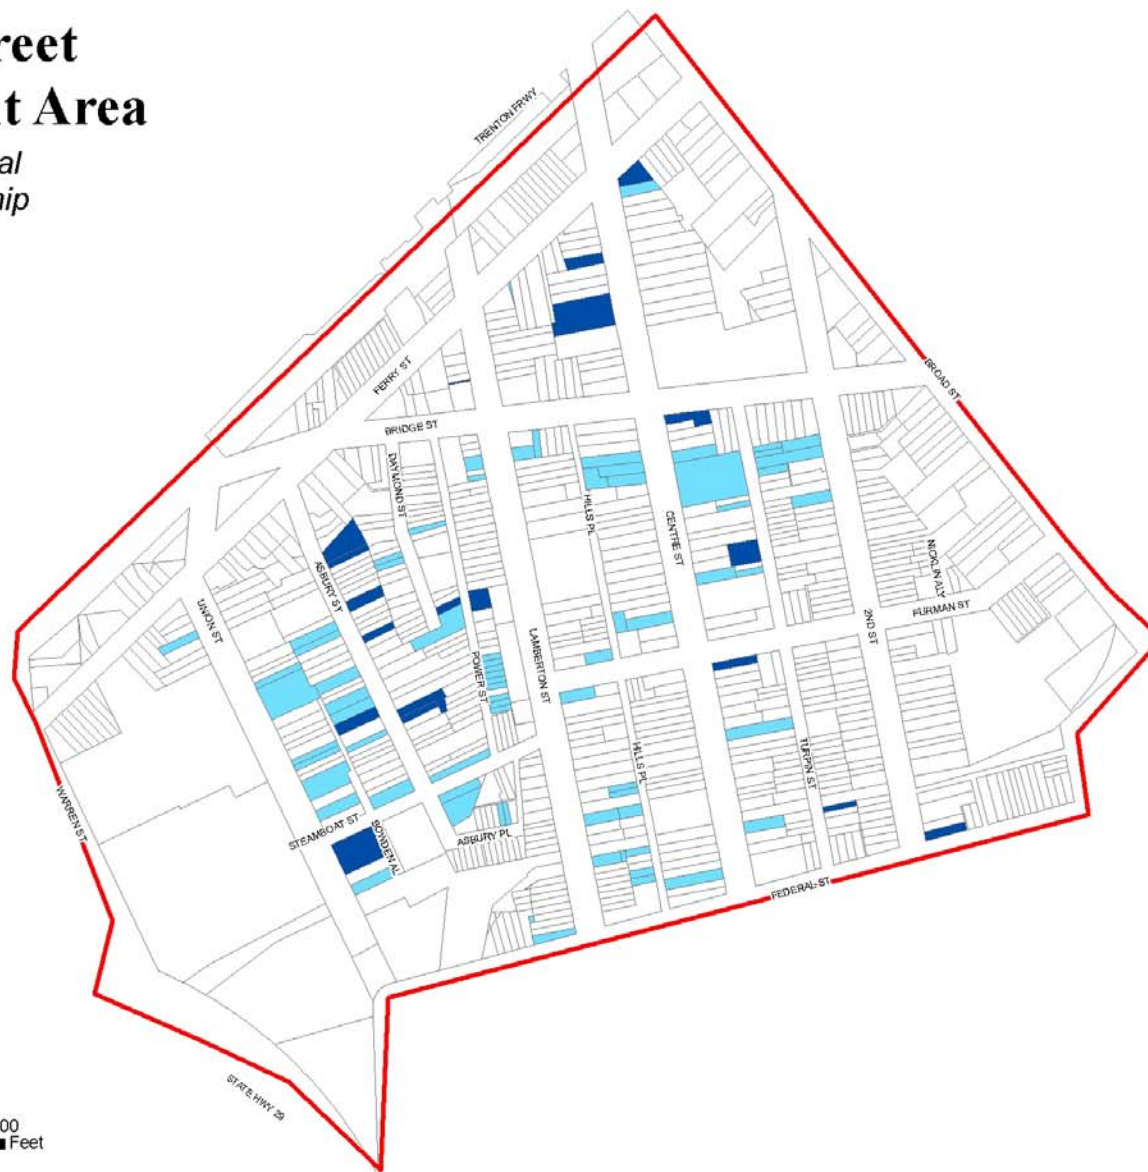 reet
t Area
al
hip
TRENTON FRWY
FERRY ST
BRIDGE ST
BROAD ST
DAYMOND ST
HILLS PL
CENTRE ST
NICKLIN ALY
ASBURY ST
UNION ST
FURMAN ST
2ND ST
LAMBERTON ST
POWER ST
HILLS PL
TURPIN ST
WARREN ST
STEAMBOAT ST
BOWDEN AL
ASBURY PL
FEDERAL ST
STATE HWY 29
00
Feet